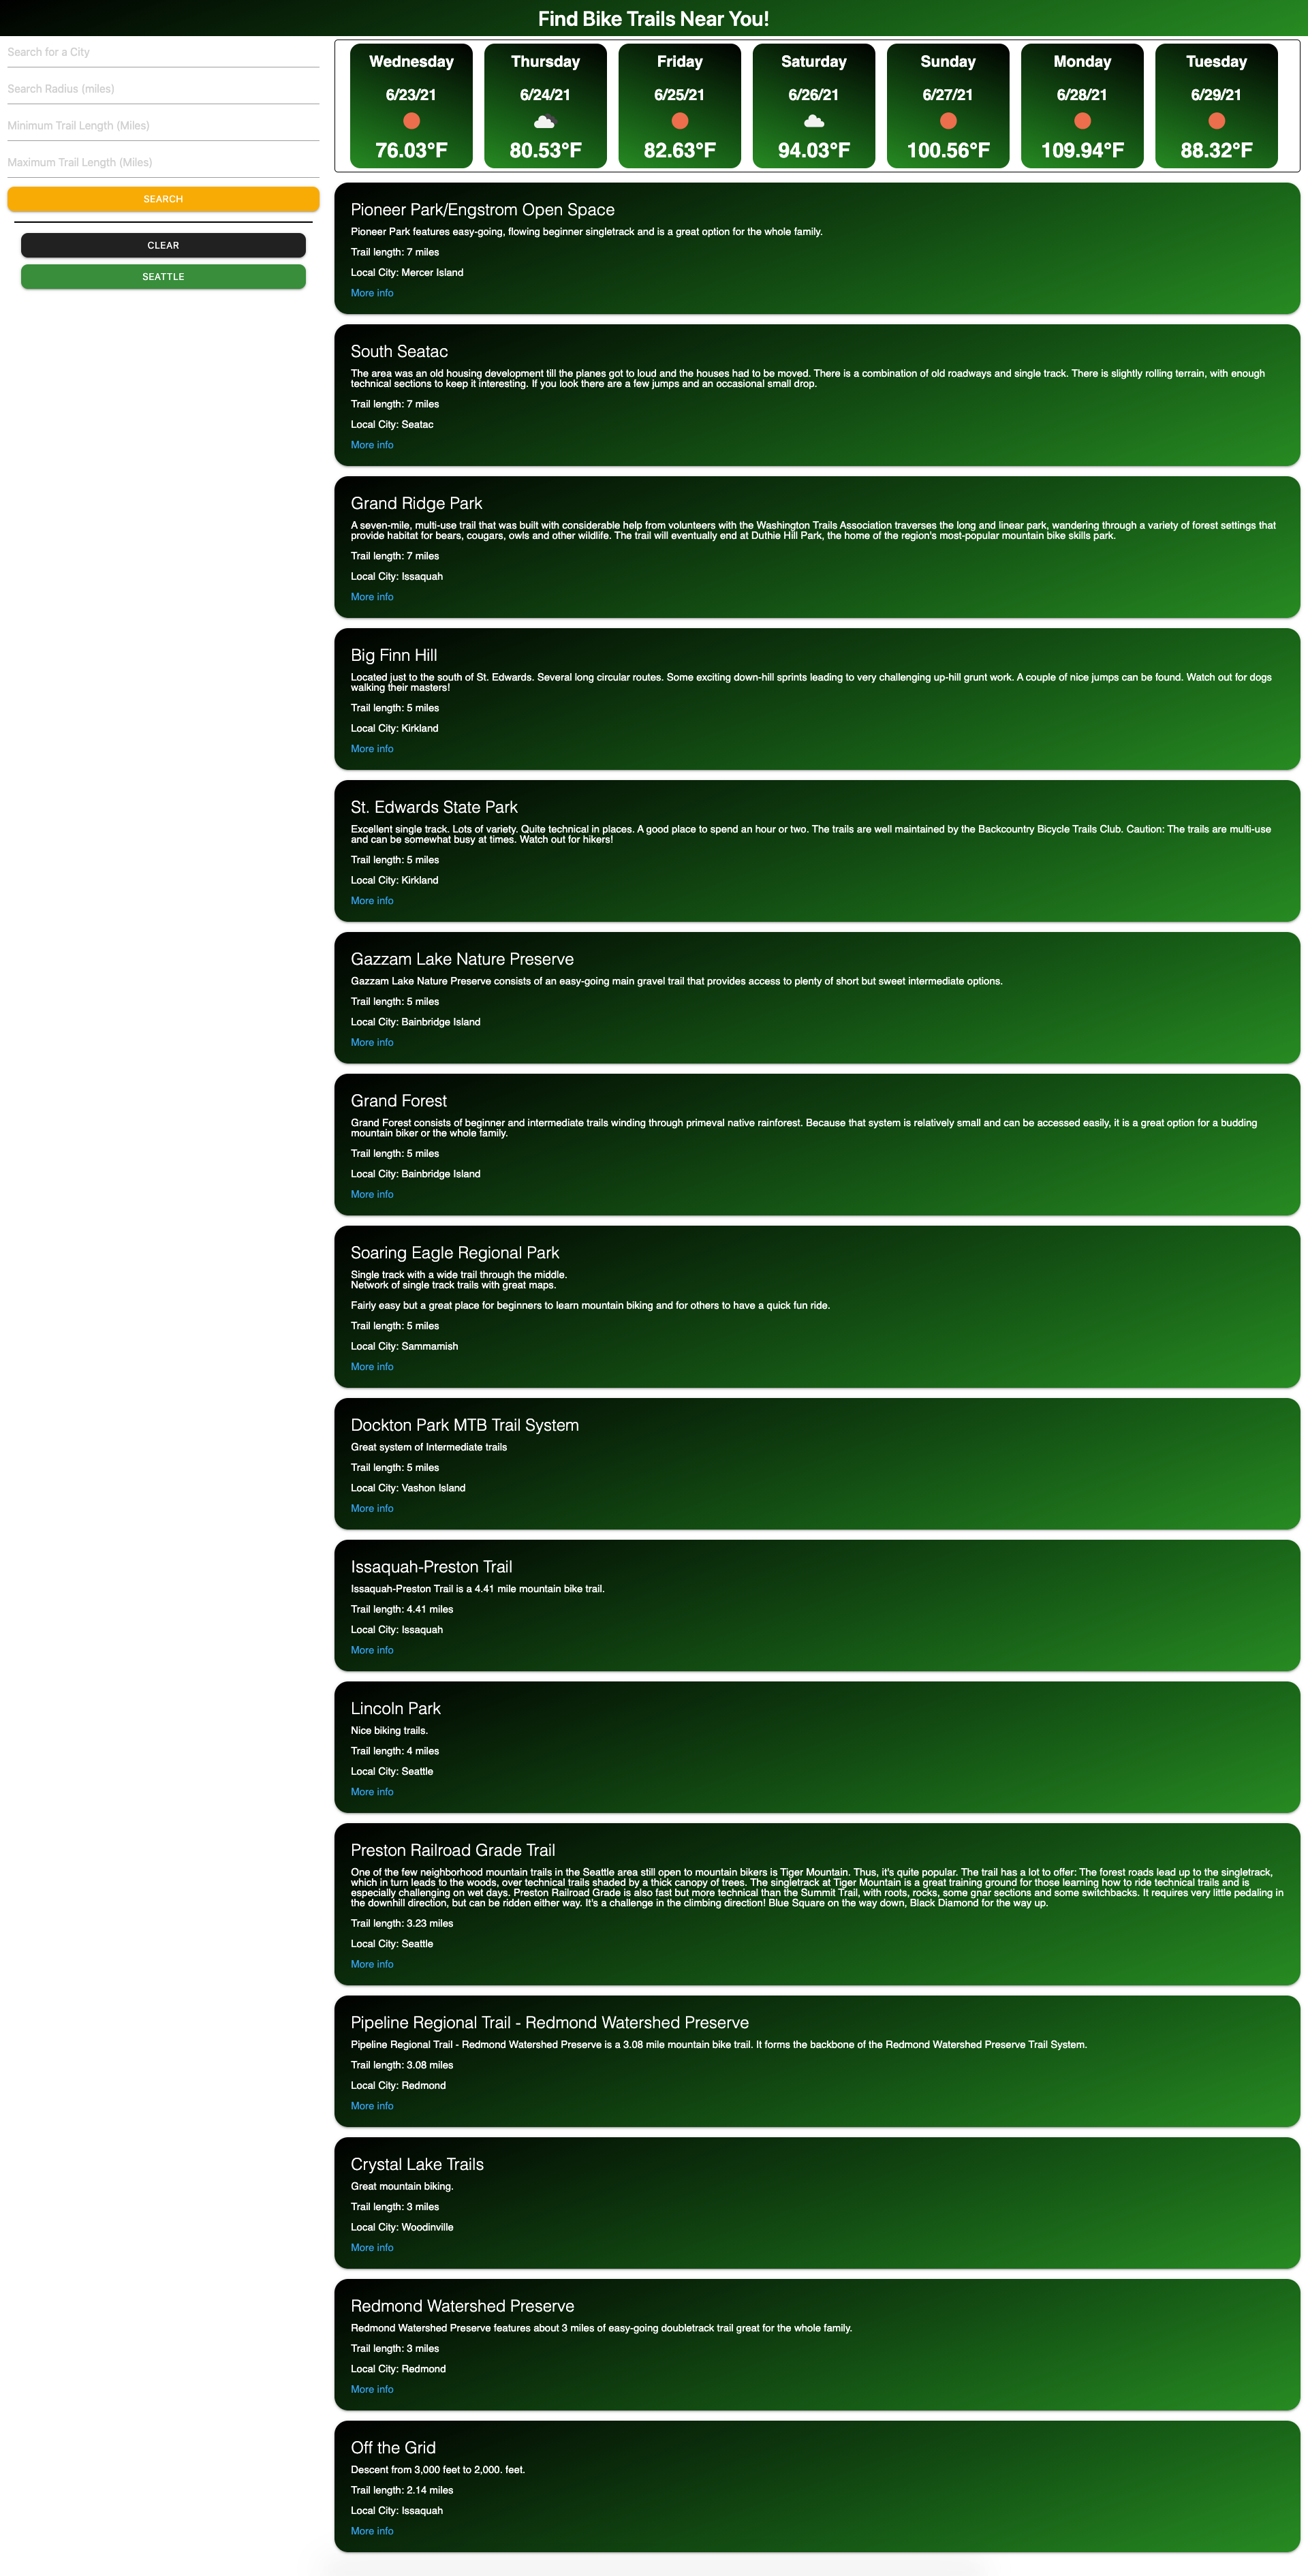 Find Bike Trails Near You!
Search for a City
Search Radius (miles)
Minimum Trail Length (Miles)
Maximum Trail Length (Miles)
SEARCH
CLEAR
SEATTLE
Wednesday
6/23/21
76.03°F
Thursday
6/24/21
80.53°F
Friday
6/25/21
82.63°F
Saturday
6/26/21
94.03°F
Sunday
6/27/21
100.56°F
Monday
6/28/21
109.94°F
Tuesday
6/29/21
88.32°F
Pioneer Park/Engstrom Open Space
Pioneer Park features easy-going, flowing beginner singletrack and is a great option for the whole family.
Trail length: 7 miles
Local City: Mercer Island
More info
South Seatac
The area was an old housing development till the planes got to loud and the houses had to be moved. There is a combination of old roadways and single track. There is slightly rolling terrain, with enough
technical sections to keep it interesting. If you look there are a few jumps and an occasional small drop.
Trail length: 7 miles
Local City: Seatac
More info
Grand Ridge Park
A seven-mile, multi-use trail that was built with considerable help from volunteers with the Washington Trails Association traverses the long and linear park, wandering through a variety of forest settings that
provide habitat for bears, cougars, owls and other wildlife. The trail will eventually end at Duthie Hill Park, the home of the region's most-popular mountain bike skills park.
Trail length: 7 miles
Local City: Issaquah
More info
Big Finn Hill
Located just to the south of St. Edwards. Several long circular routes. Some exciting down-hill sprints leading to very challenging up-hill grunt work. A couple of nice jumps can be found. Watch out for dogs
walking their masters!
Trail length: 5 miles
Local City: Kirkland
More info
St. Edwards State Park
Excellent single track. Lots of variety. Quite technical in places. A good place to spend an hour or two. The trails are well maintained by the Backcountry Bicycle Trails Club. Caution: The trails are multi-use
and can be somewhat busy at times. Watch out for hikers!
Trail length: 5 miles
Local City: Kirkland
More info
Gazzam Lake Nature Preserve
Gazzam Lake Nature Preserve consists of an easy-going main gravel trail that provides access to plenty of short but sweet intermediate options.
Trail length: 5 miles
Local City: Bainbridge Island
More info
Grand Forest
Grand Forest consists of beginner and intermediate trails winding through primeval native rainforest. Because that system is relatively small and can be accessed easily, it is a great option for a budding
mountain biker or the whole family.
Trail length: 5 miles
Local City: Bainbridge Island
More info
Soaring Eagle Regional Park
Single track with a wide trail through the middle.
Network of single track trails with great maps.
Fairly easy but a great place for beginners to learn mountain biking and for others to have a quick fun ride.
Trail length: 5 miles
Local City: Sammamish
More info
Dockton Park MTB Trail System
Great system of Intermediate trails
Trail length: 5 miles
Local City: Vashon Island
More info
Issaquah-Preston Trail
Issaquah-Preston Trail is a 4.41 mile mountain bike trail.
Trail length: 4.41 miles
Local City: Issaquah
More info
Lincoln Park
Nice biking trails.
Trail length: 4 miles
Local City: Seattle
More info
Preston Railroad Grade Trail
One of the few neighborhood mountain trails in the Seattle area still open to mountain bikers is Tiger Mountain. Thus, it's quite popular. The trail has a lot to offer: The forest roads lead up to the singletrack,
which in turn leads to the woods, over technical trails shaded by a thick canopy of trees. The singletrack at Tiger Mountain is a great training ground for those learning how to ride technical trails and is
especially challenging on wet days. Preston Railroad Grade is also fast but more technical than the Summit Trail, with roots, rocks, some gnar sections and some switchbacks. It requires very little pedaling in
the downhill direction, but can be ridden either way. It's a challenge in the climbing direction! Blue Square on the way down, Black Diamond for the way up.
Trail length: 3.23 miles
Local City: Seattle
More info
Pipeline Regional Trail - Redmond Watershed Preserve
Pipeline Regional Trail - Redmond Watershed Preserve is a 3.08 mile mountain bike trail. It forms the backbone of the Redmond Watershed Preserve Trail System.
Trail length: 3.08 miles
Local City: Redmond
More info
Crystal Lake Trails
Great mountain biking.
Trail length: 3 miles
Local City: Woodinville
More info
Redmond Watershed Preserve
Redmond Watershed Preserve features about 3 miles of easy-going doubletrack trail great for the whole family.
Trail length: 3 miles
Local City: Redmond
More info
Off the Grid
Descent from 3,000 feet to 2,000. feet.
Trail length: 2.14 miles
Local City: Issaquah
More info